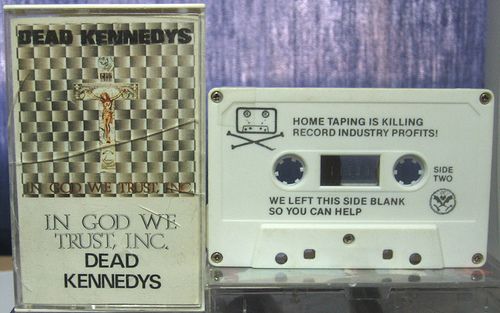 DEAD KENNEDYS
IN GOD WE TRUST, INC.
IN GOD WE
TRUST, INC.
DEAD
KENNEDYS
HOME TAPING IS KILLING
RECORD INDUSTRY PROFITS!
SIDE
TWO
WE LEFT THIS SIDE BLANK
SO YOU CAN HELP